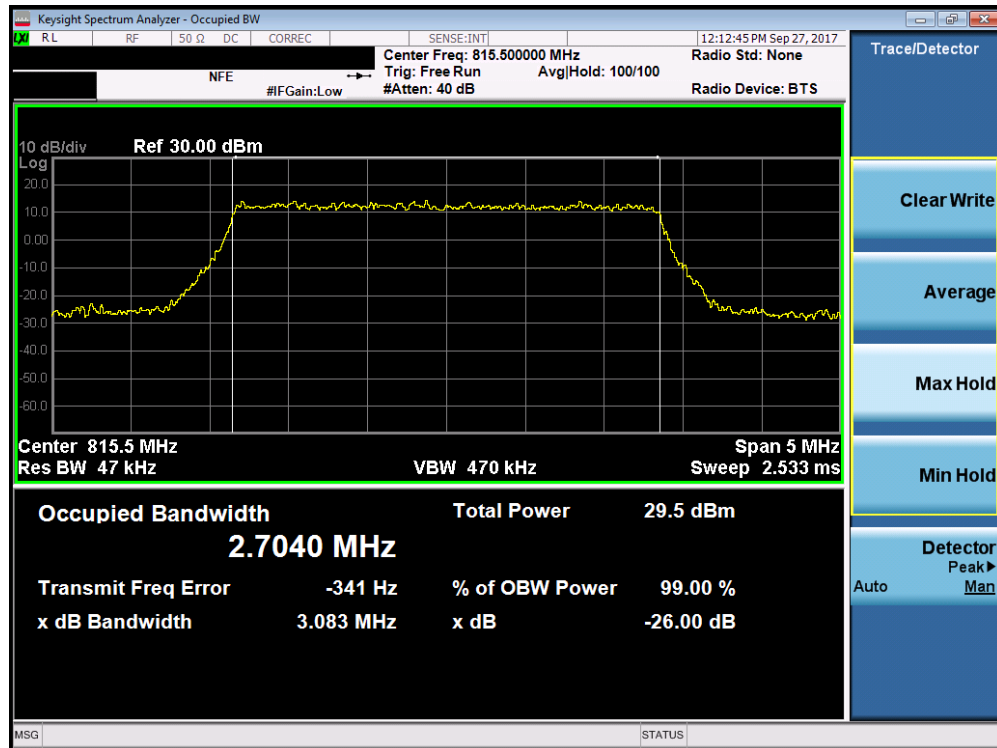 Keysight Spectrum Analyzer - Occupied BW
LXI RL RF 50 Ω DC CORREC SENSE:INT 12:12:45 PM Sep 27, 2017
Center Freq: 815.500000 MHz Radio Std: None
NFE Trig: Free Run Avg|Hold: 100/100
#IFGain:Low #Atten: 40 dB Radio Device: BTS
10 dB/div Ref 30.00 dBm
Log
20.0
10.0
0.00
-10.0
-20.0
-30.0
-40.0
-50.0
-60.0
Center 815.5 MHz Span 5 MHz
Res BW 47 kHz VBW 470 kHz Sweep 2.533 ms
Occupied Bandwidth Total Power 29.5 dBm
2.7040 MHz
Transmit Freq Error -341 Hz % of OBW Power 99.00 %
x dB Bandwidth 3.083 MHz x dB -26.00 dB
MSG STATUS
Trace/Detector
Clear Write
Average
Max Hold
Min Hold
Detector
Peak▶
Auto Man